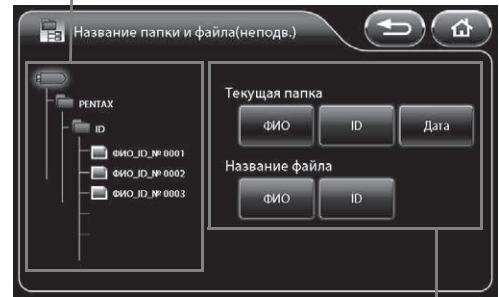 Название папки и файла(неподв.)
PENTAX
ID
ФИО_ID_№ 0001
ФИО_ID_№ 0002
ФИО_ID_№ 0003
Текущая папка
ФИО ID Дата
Название файла
ФИО ID